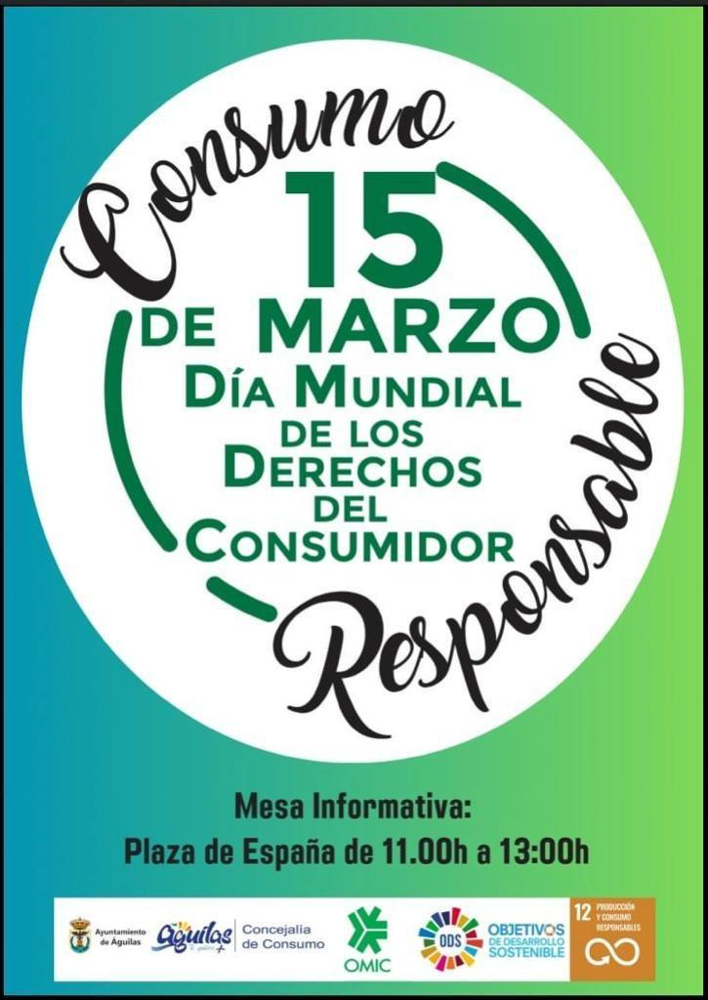 Consumo
15
DE MARZO
DÍA MUNDIAL
DE LOS
DERECHOS
DEL
CONSUMIDOR
Responsable
Mesa Informativa:
Plaza de España de 11.00h a 13:00h
Ayuntamiento
de Águilas
águilas
Concejalía
de Consumo
OMIC
ODS
OBJETIVOS
DE DESARROLLO
SOSTENIBLE
12 PRODUCCIÓN
Y CONSUMO
RESPONSABLES